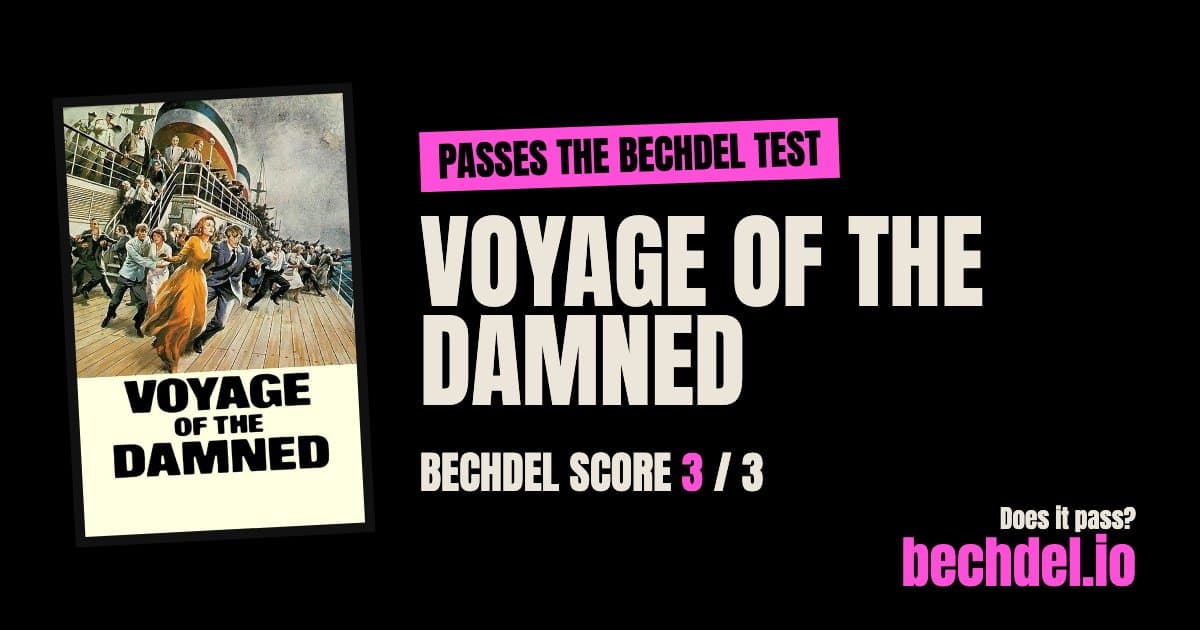 PASSES THE BECHDEL TEST
VOYAGE OF THE
DAMNED
BECHDEL SCORE 3 / 3
VOYAGE
OF THE
DAMNED
Does it pass?
bechdel.io